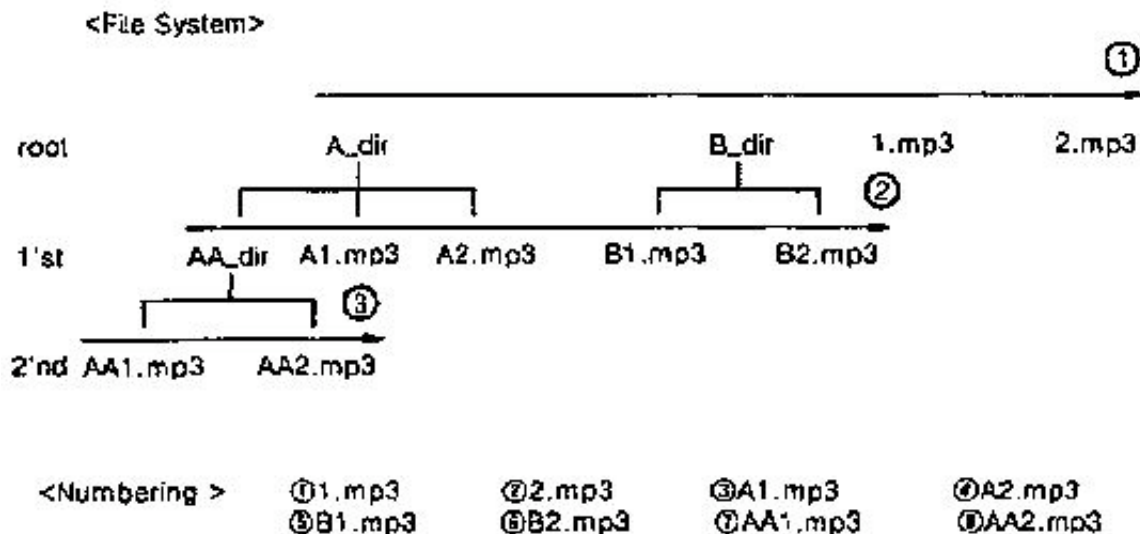 <File System>
①
root A_dir B_dir 1.mp3 2.mp3
②
1'st AA_dir A1.mp3 A2.mp3 B1.mp3 B2.mp3
③
2'nd AA1.mp3 AA2.mp3
<Numbering > ①1.mp3 ②2.mp3 ③A1.mp3 ④A2.mp3
⑤B1.mp3 ⑥B2.mp3 ⑦AA1.mp3 ⑧AA2.mp3